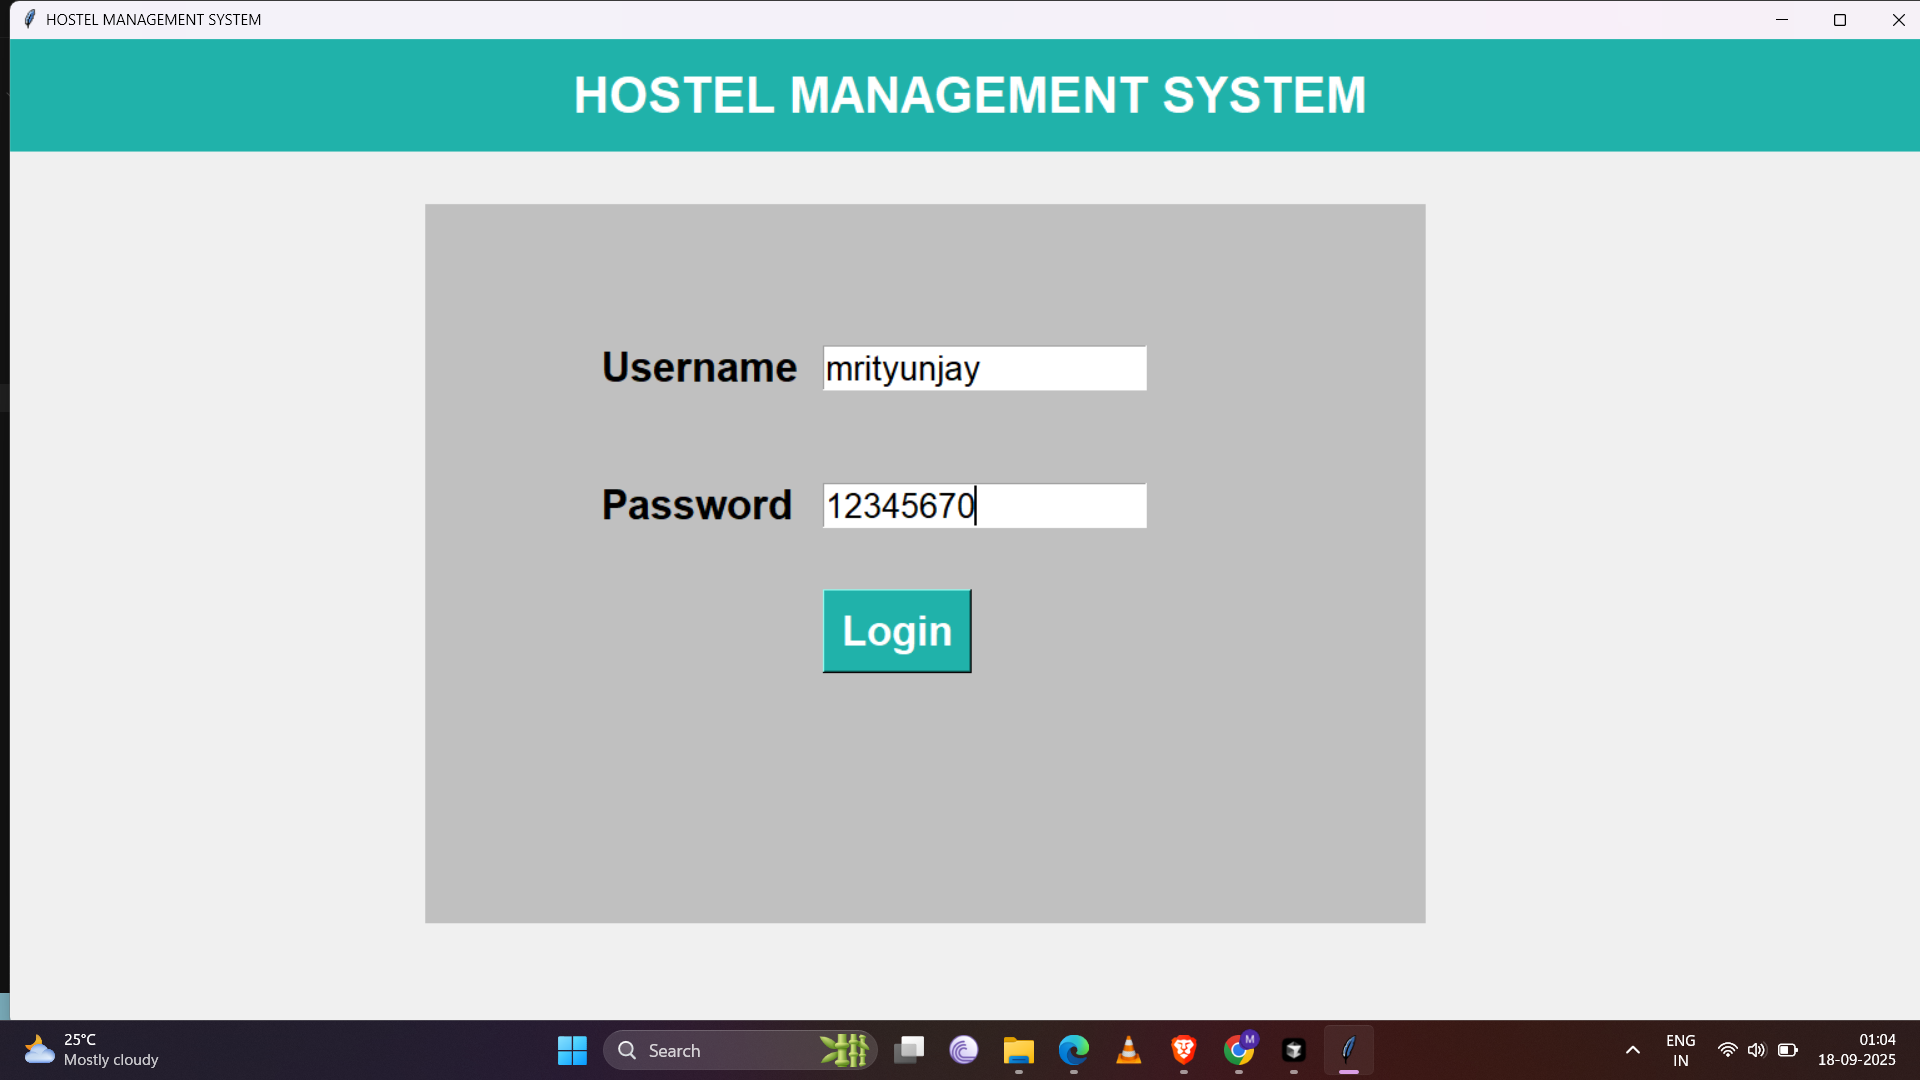 HOSTEL MANAGEMENT SYSTEM
HOSTEL MANAGEMENT SYSTEM
Username mrityunjay
Password 12345670
Login
25°C
Mostly cloudy
Search
M
ENG
IN
01:04
18-09-2025